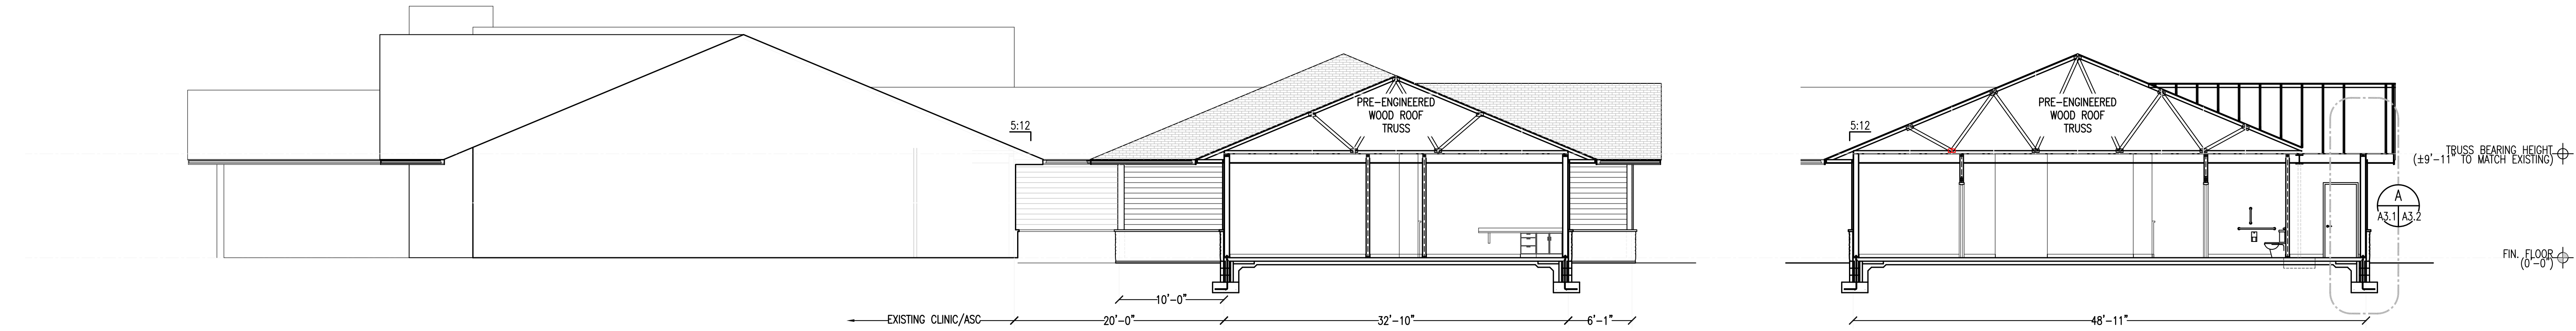 5:12
PRE-ENGINEERED
WOOD ROOF
TRUSS
5:12
PRE-ENGINEERED
WOOD ROOF
TRUSS
TRUSS BEARING HEIGHT
(±9'-11" TO MATCH EXISTING)
A
A3.1 A3.2
FIN. FLOOR
(0'-0")
10'-0"
EXISTING CLINIC/ASC
20'-0"
32'-10"
6'-1"
48'-11"